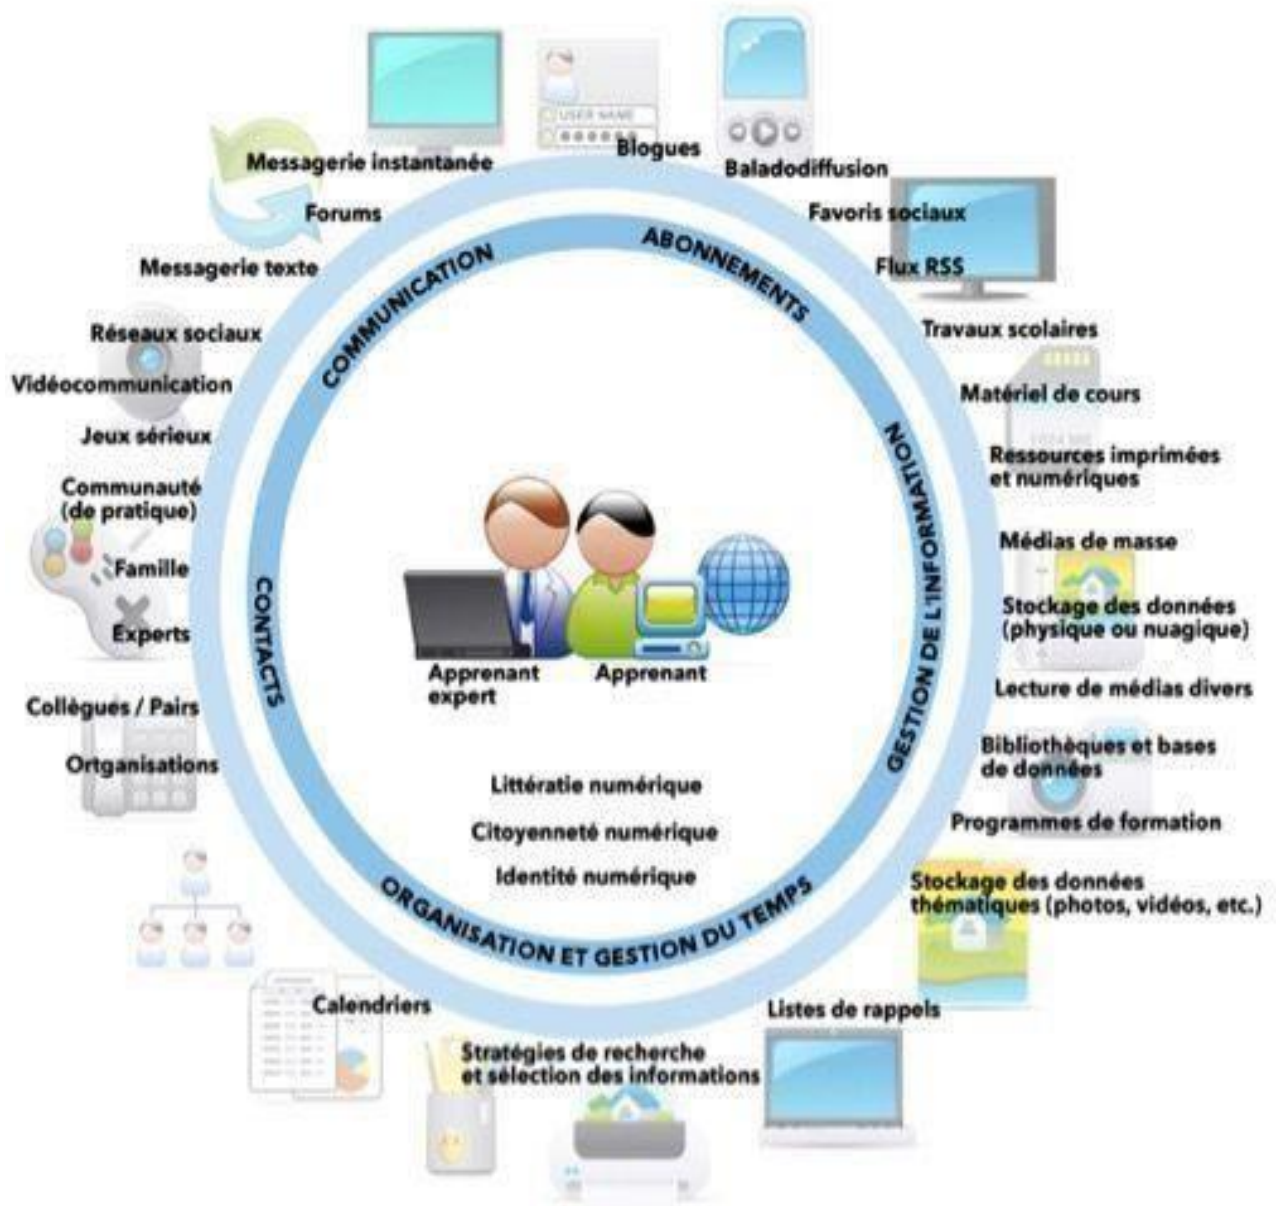 USER NAME
Blogues
Messagerie instantanée
Baladodiffusion
Forums
Favoris sociaux
Messagerie texte
Flux RSS
Réseaux sociaux
Travaux scolaires
Vidéocommunication
Matériel de cours
Jeux sérieux
Ressources imprimées
et numériques
Communauté
(de pratique)
Médias de masse
Famille
Stockage des données
(physique ou nuagique)
Experts
Lecture de médias divers
Collègues / Pairs
Bibliothèques et bases
de données
Ortganisations
Programmes de formation
Stockage des données
thématiques (photos, vidéos, etc.)
Calendriers
Listes de rappels
Stratégies de recherche
et sélection des informations
COMMUNICATION
ABONNEMENTS
GESTION DE L'INFORMATION
ORGANISATION ET GESTION DU TEMPS
CONTACTS
Apprenant
expert
Apprenant
Littératie numérique
Citoyenneté numérique
Identité numérique